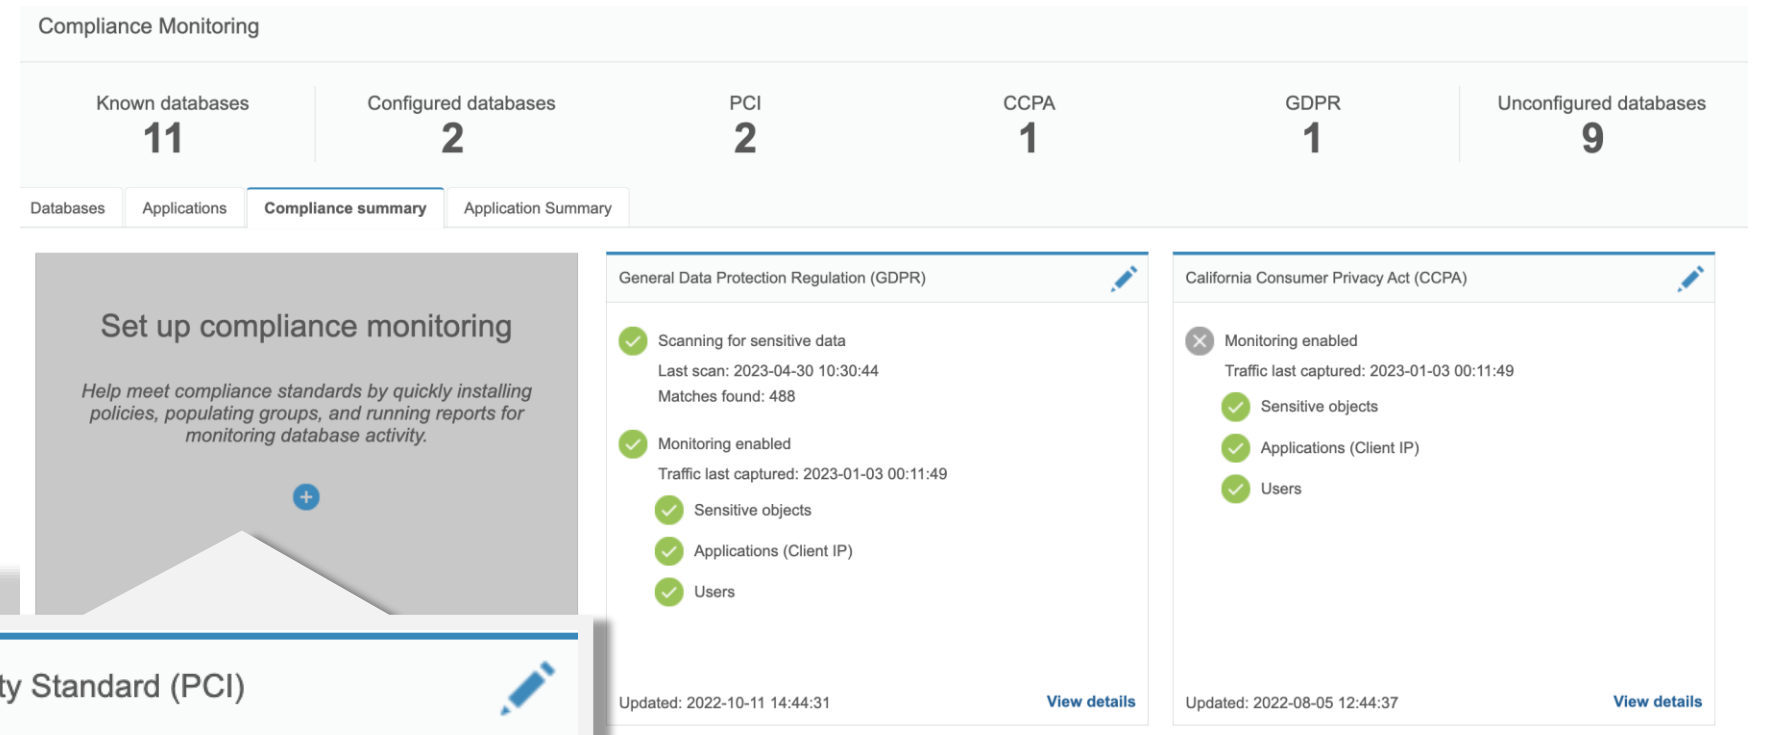 Compliance Monitoring
Known databases
11
Configured databases
2
PCI
2
CCPA
1
GDPR
1
Unconfigured databases
9
Databases
Applications
Compliance summary
Application Summary
Set up compliance monitoring
Help meet compliance standards by quickly installing
policies, populating groups, and running reports for
monitoring database activity.
General Data Protection Regulation (GDPR)
Scanning for sensitive data
Last scan: 2023-04-30 10:30:44
Matches found: 488
Monitoring enabled
Traffic last captured: 2023-01-03 00:11:49
Sensitive objects
Applications (Client IP)
Users
Updated: 2022-10-11 14:44:31
View details
California Consumer Privacy Act (CCPA)
Monitoring enabled
Traffic last captured: 2023-01-03 00:11:49
Sensitive objects
Applications (Client IP)
Users
Updated: 2022-08-05 12:44:37
View details
ty Standard (PCI)